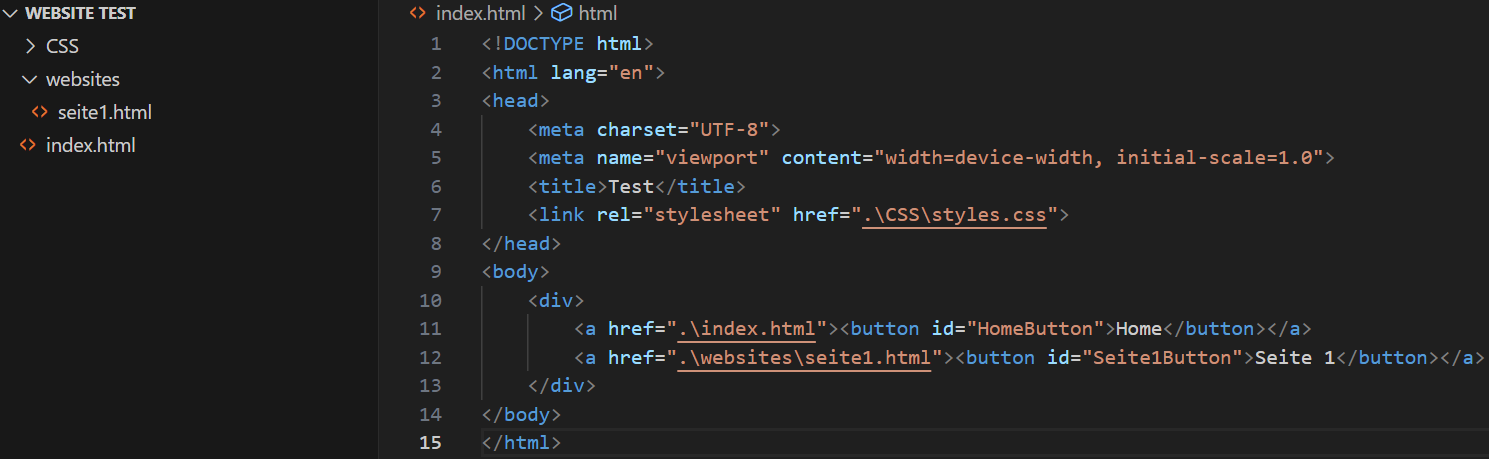 WEBSITE TEST
CSS
websites
seite1.html
index.html
index.html > html
1 <!DOCTYPE html>
2 <html lang="en">
3 <head>
4     <meta charset="UTF-8">
5     <meta name="viewport" content="width=device-width, initial-scale=1.0">
6     <title>Test</title>
7     <link rel="stylesheet" href=".\CSS\styles.css">
8 </head>
9 <body>
10     <div>
11         <a href=".\index.html"><button id="HomeButton">Home</button></a>
12         <a href=".\websites\seite1.html"><button id="Seite1Button">Seite 1</button></a>
13     </div>
14 </body>
15 </html>